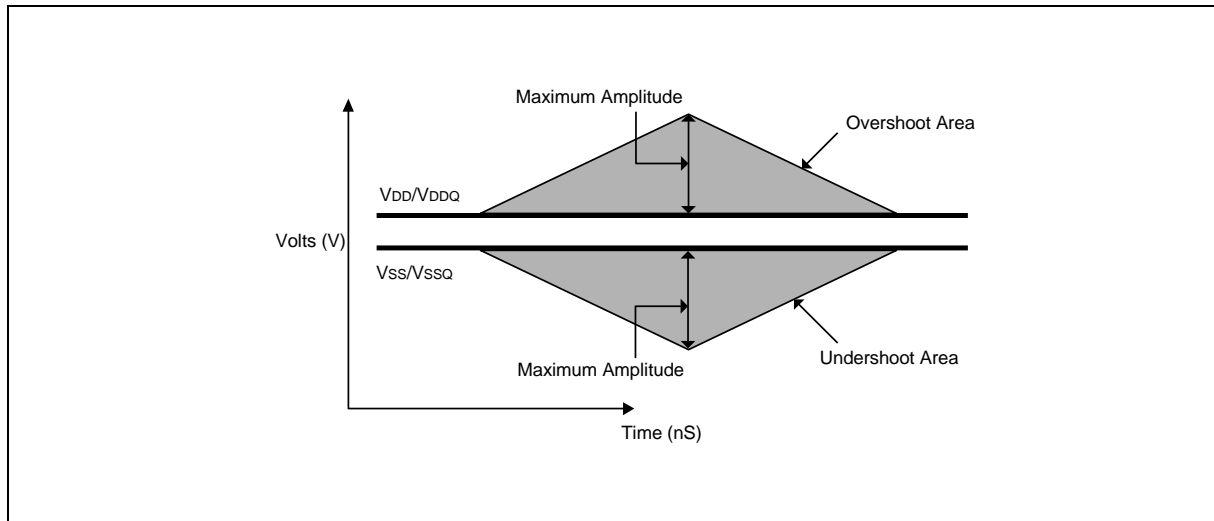 Maximum Amplitude
Overshoot Area
VDD/VDDQ
Volts (V)
VSS/VSSQ
Undershoot Area
Maximum Amplitude
Time (nS)